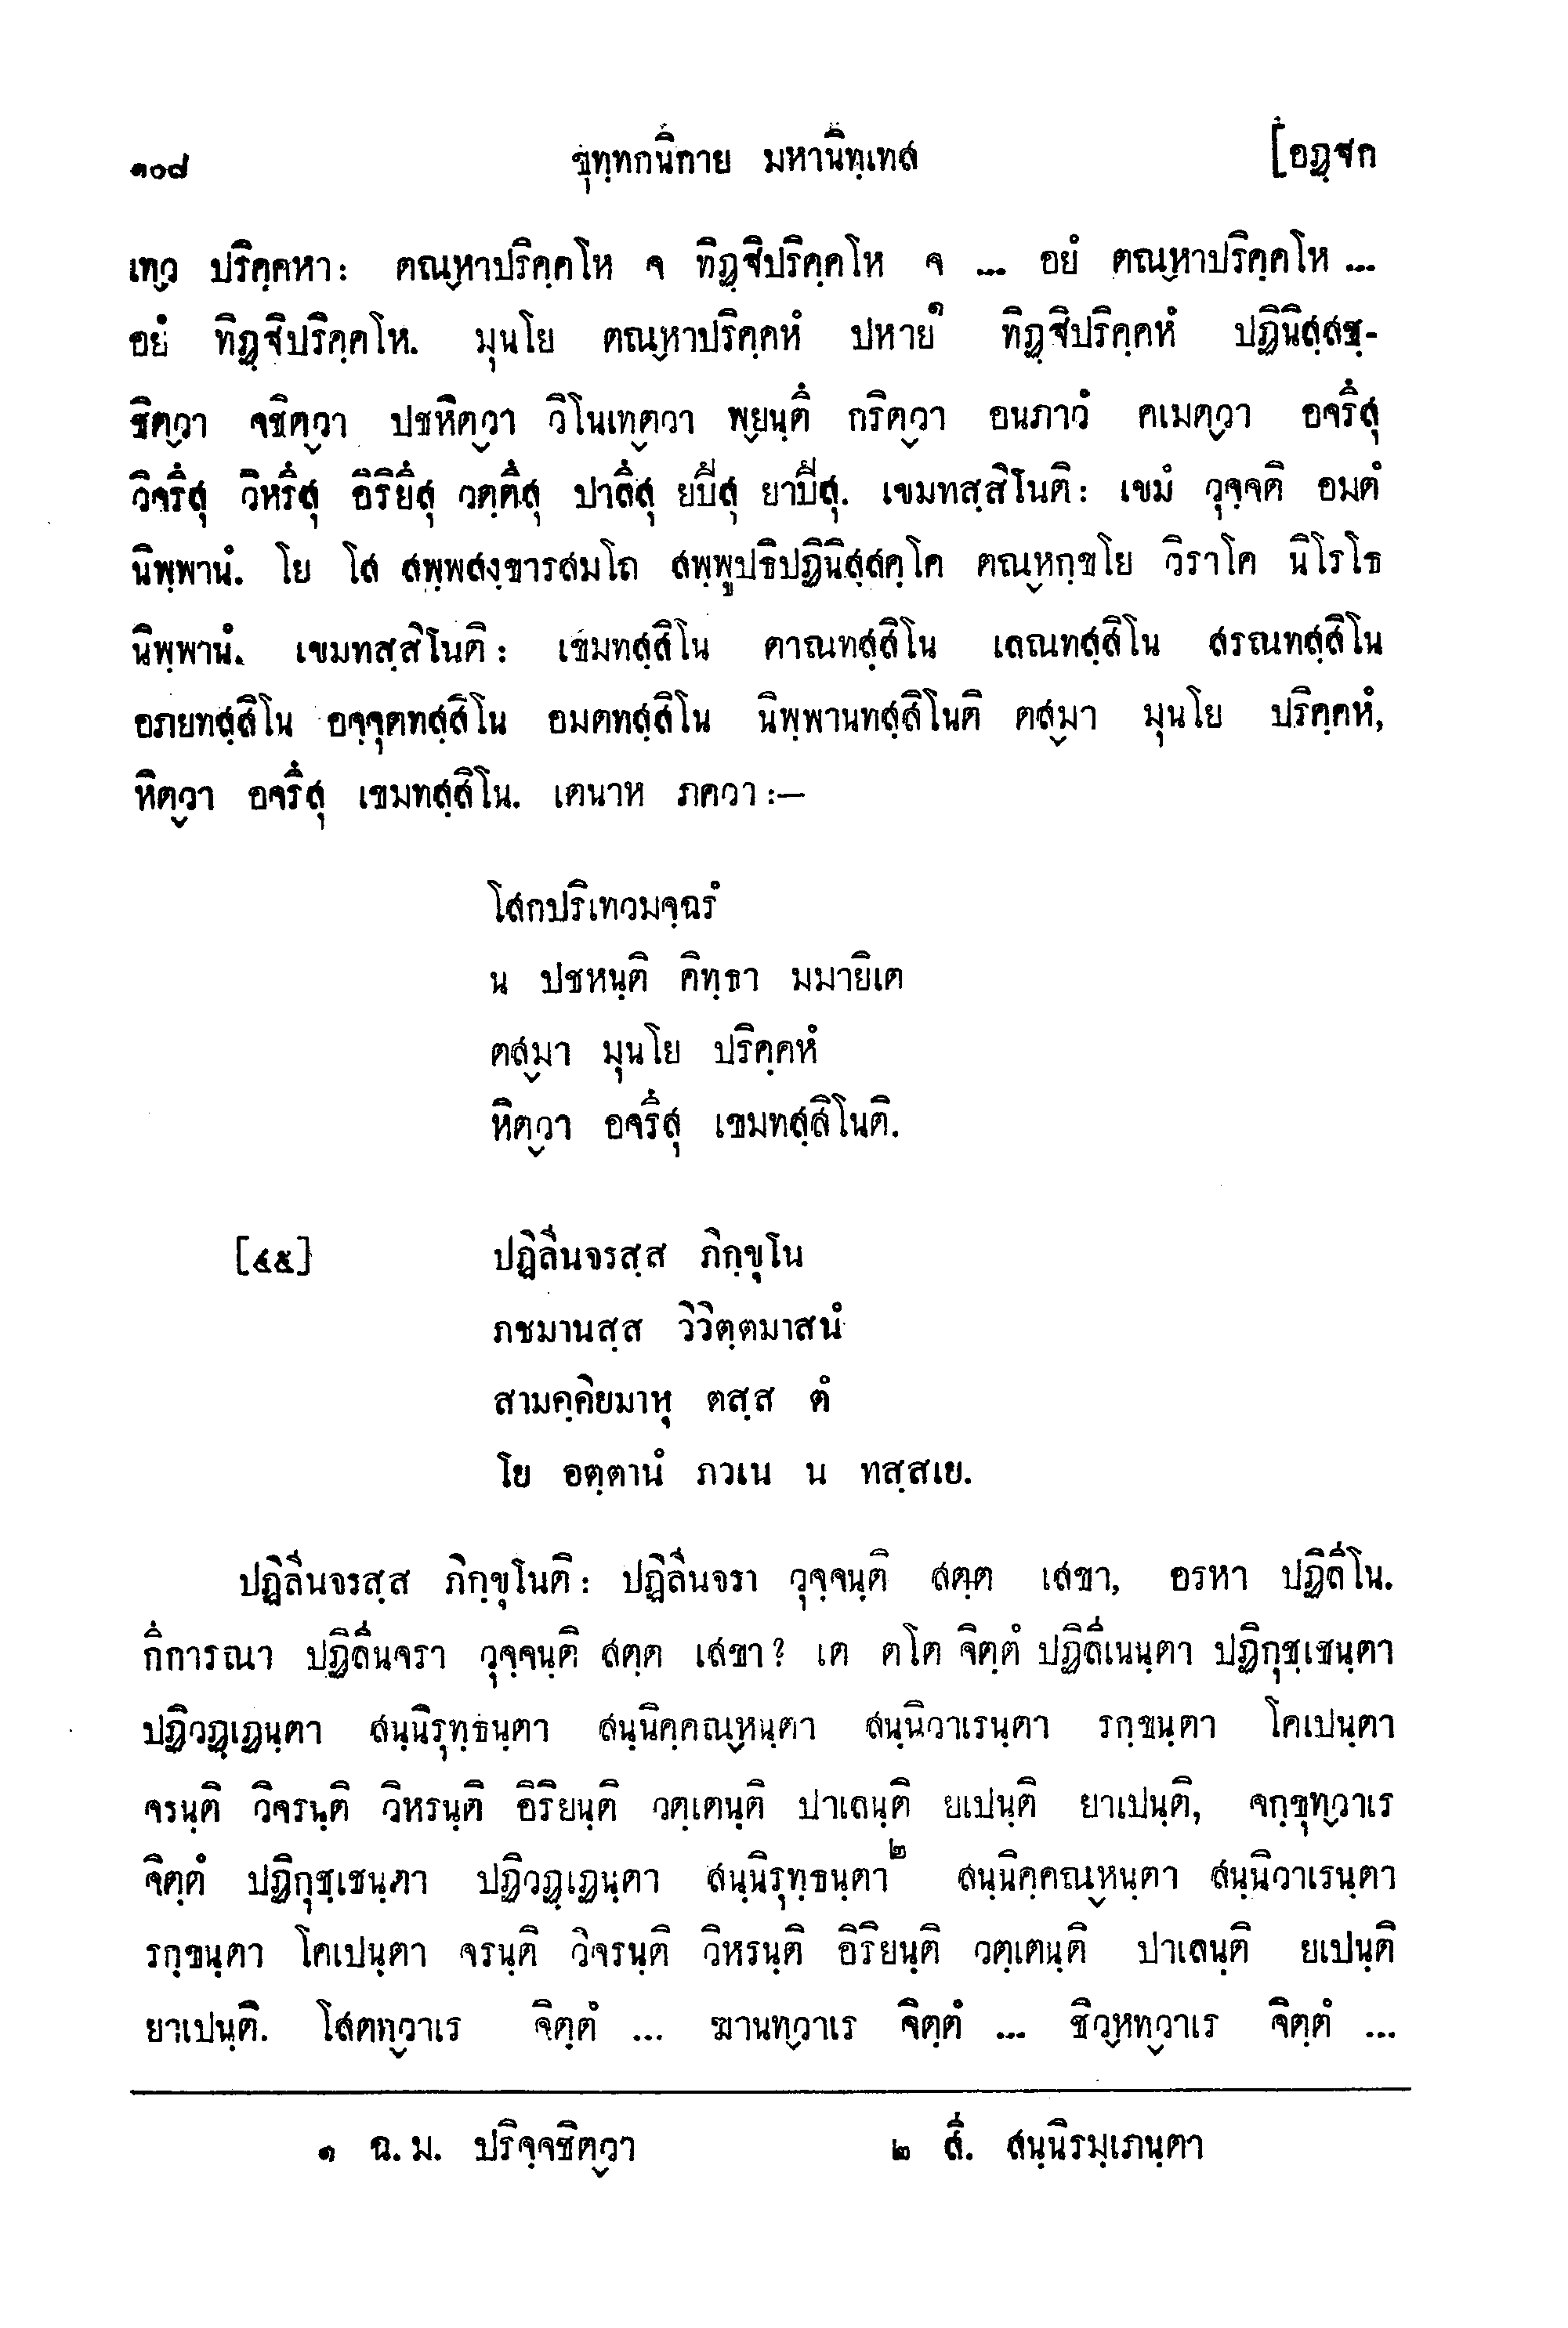 ๑๐๘ ขุทฺทกนิกาย มหานิทฺเทส [อฏฺฐก
เทฺว ปริคฺคหา: ตณฺหาปริคฺคโห จ ทิฏฺฐิปริคฺคโห จ ... อยํ ตณฺหาปริคฺคโห ...
อยํ ทิฏฺฐิปริคฺคโห. มุนโย ตณฺหาปริคฺคหํ ปหาย๑ ทิฏฺฐิปริคฺคหํ ปฏินิสฺสชฺ-
ชิตฺวา จชิตฺวา ปชหิตฺวา วิโนเทตฺวา พฺยนฺตึ กริตฺวา อนภาวํ คเมตฺวา อจรึสุ
วิจรึสุ วิหรึสุ อิริยึสุ วตฺตึสุ ปาลึสุ ยปึสุ ยาปึสุ. เขมทสฺสิโนติ: เขมํ วุจฺจติ อมตํ
นิพฺพานํ. โย โส สพฺพสงฺขารสมโถ สพฺพูปธิปฏินิสฺสคฺโค ตณฺหกฺขโย วิราโค นิโรโธ
นิพฺพานํ. เขมทสฺสิโนติ: เขมทสฺสิโน ตาณทสฺสิโน เลณทสฺสิโน สรณทสฺสิโน
อภยทสฺสิโน อจฺจุตทสฺสิโน อมตทสฺสิโน นิพฺพานทสฺสิโนติ ตสฺมา มุนโย ปริคฺคหํ,
หิตฺวา อจรึสุ เขมทสฺสิโน. เตนาห ภควา :—
โสกปริเทวมจฺฉรํ
น ปชหนฺติ คิทฺธา มมายิเต
ตสฺมา มุนโย ปริคฺคหํ
หิตฺวา อจรึสุ เขมทสฺสิโนติ.
[๔๕] ปฏิลีนจรสฺส ภิกฺขุโน
ภชมานสฺส วิวิตฺตมาสนํ
สามคฺคิยมาหุ ตสฺส ตํ
โย อตฺตานํ ภวเน น ทสฺสเย.
ปฏิลีนจรสฺส ภิกฺขุโนติ: ปฏิลีนจรา วุจฺจนฺติ สตฺต เสขา, อรหา ปฏิลีโน.
กึการณา ปฏิลีนจรา วุจฺจนฺติ สตฺต เสขา? เต ตโต จิตฺตํ ปฏิลีเนนฺตา ปฏิกุชฺเชนฺตา
ปฏิวฏฺเฏนฺตา สนฺนิรุทฺธนฺตา สนฺนิคฺคณฺหนฺตา สนฺนิวาเรนฺตา รกฺขนฺตา โคเปนฺตา
จรนฺติ วิจรนฺติ วิหรนฺติ อิริยนฺติ วตฺเตนฺติ ปาเลนฺติ ยเปนฺติ ยาเปนฺติ, จกฺขุทฺวาเร
จิตฺตํ ปฏิกุชฺเชนฺตา ปฏิวฏฺเฏนฺตา สนฺนิรุทฺธนฺตา๒ สนฺนิคฺคณฺหนฺตา สนฺนิวาเรนฺตา
รกฺขนฺตา โคเปนฺตา จรนฺติ วิจรนฺติ วิหรนฺติ อิริยนฺติ วตฺเตนฺติ ปาเลนฺติ ยเปนฺติ
ยาเปนฺติ. โสตทฺวาเร จิตฺตํ ... ฆานทฺวาเร จิตฺตํ ... ชิวฺหทฺวาเร จิตฺตํ ...
๑ ฉ. ม. ปริจฺจชิตฺวา ๒ สี. สนฺนิรมฺเภนฺตา